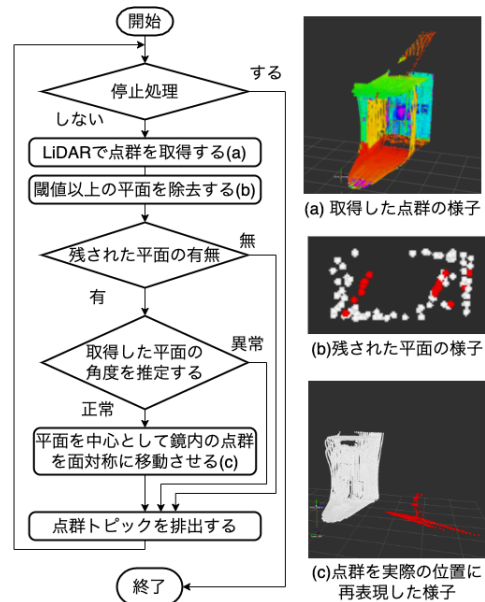 開始
停止処理
する
しない
LiDARで点群を取得する(a)
閾値以上の平面を除去する(b)
残された平面の有無
無
有
取得した平面の
角度を推定する
異常
正常
平面を中心として鏡内の点群
を面対称に移動させる(c)
点群トピックを排出する
終了
(a) 取得した点群の様子
(b)残された平面の様子
(c)点群を実際の位置に
再表現した様子